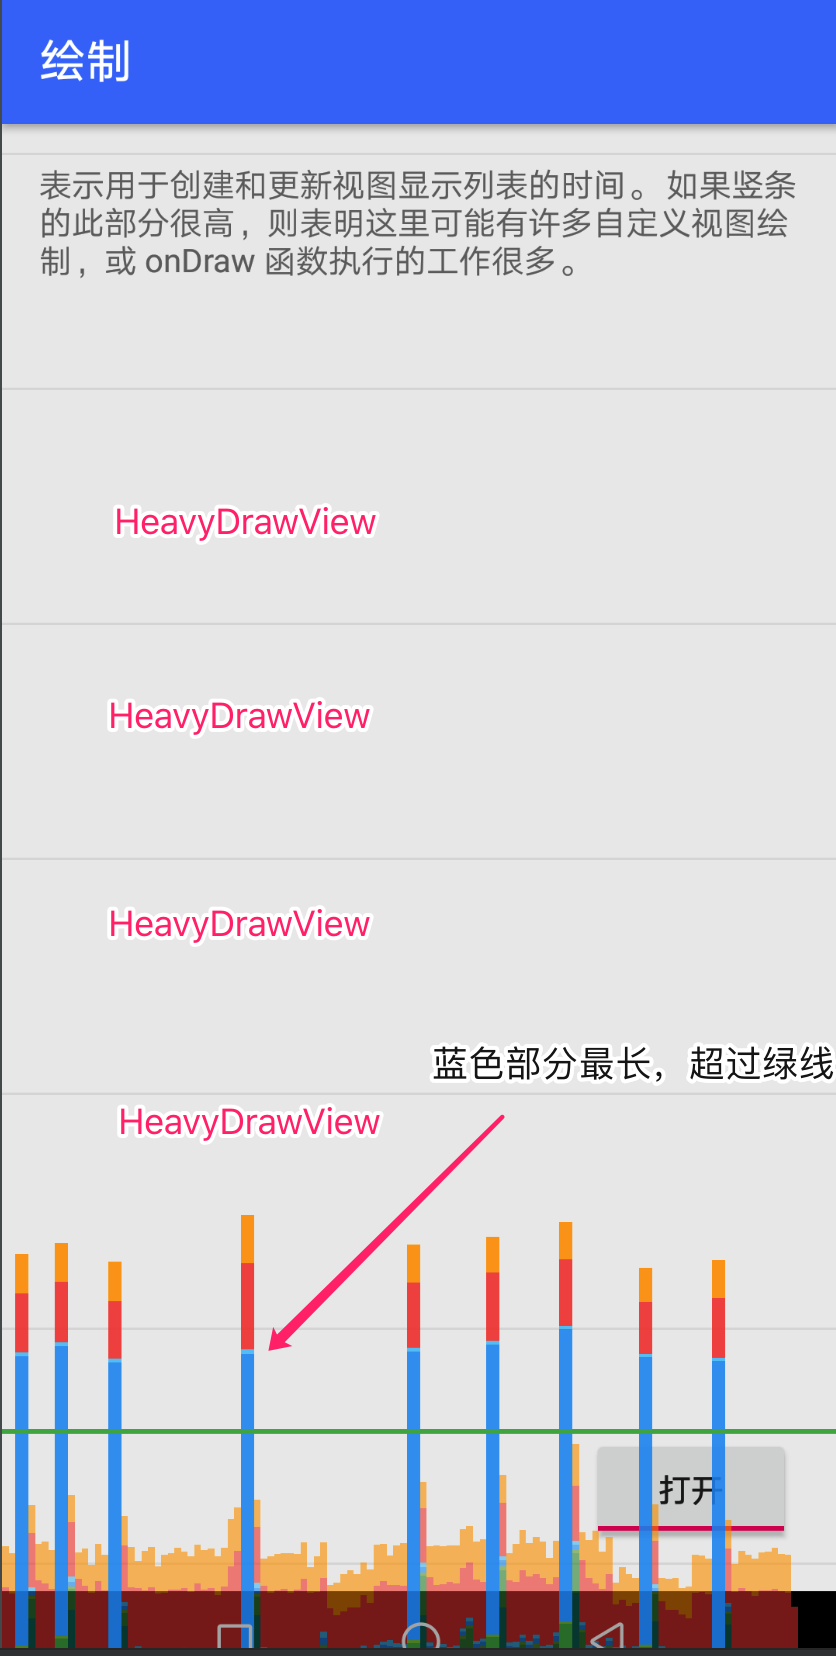 绘制
表示用于创建和更新视图显示列表的时间。如果竖条
的此部分很高，则表明这里可能有许多自定义视图绘
制，或 onDraw 函数执行的工作很多。
HeavyDrawView
HeavyDrawView
HeavyDrawView
蓝色部分最长，超过绿线
HeavyDrawView
打开